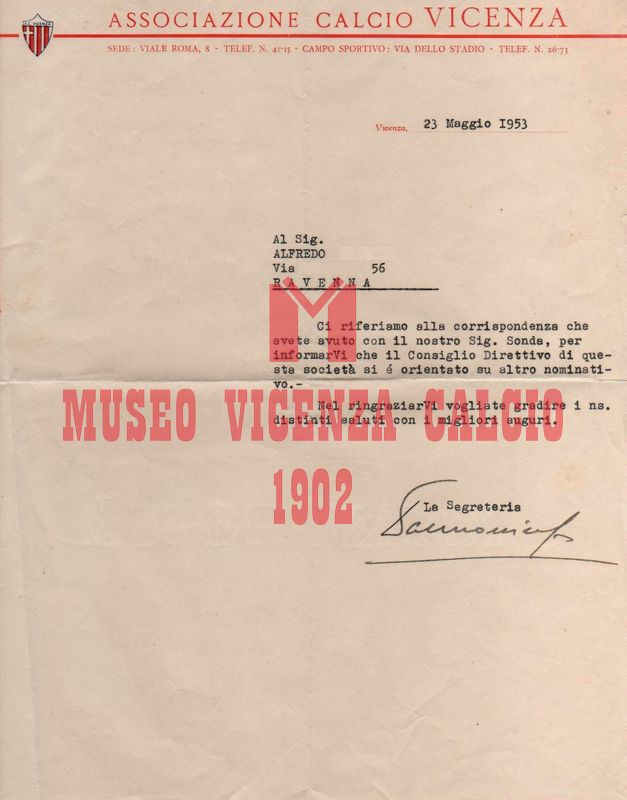 A.C. VICENZA
ASSOCIAZIONE CALCIO VICENZA
SEDE: VIALE ROMA, 8 - TELEF. N. 41-15 - CAMPO SPORTIVO: VIA DELLO STADIO - TELEF. N. 26-73
Vicenza, 23 Maggio 1953
Al Sig.
ALFREDO
Via 56
RAVENNA
Ci riferiamo alla corrispondenza che
avete avuto con il nostro Sig. Sonda, per
informarVi che il Consiglio Direttivo di que-
sta società si é orientato su altro nominati-
vo.-
Nel ringraziarVi vogliate gradire i ns.
distinti saluti con i migliori auguri.
MUSEO VICENZA CALCIO
1902
La Segreteria